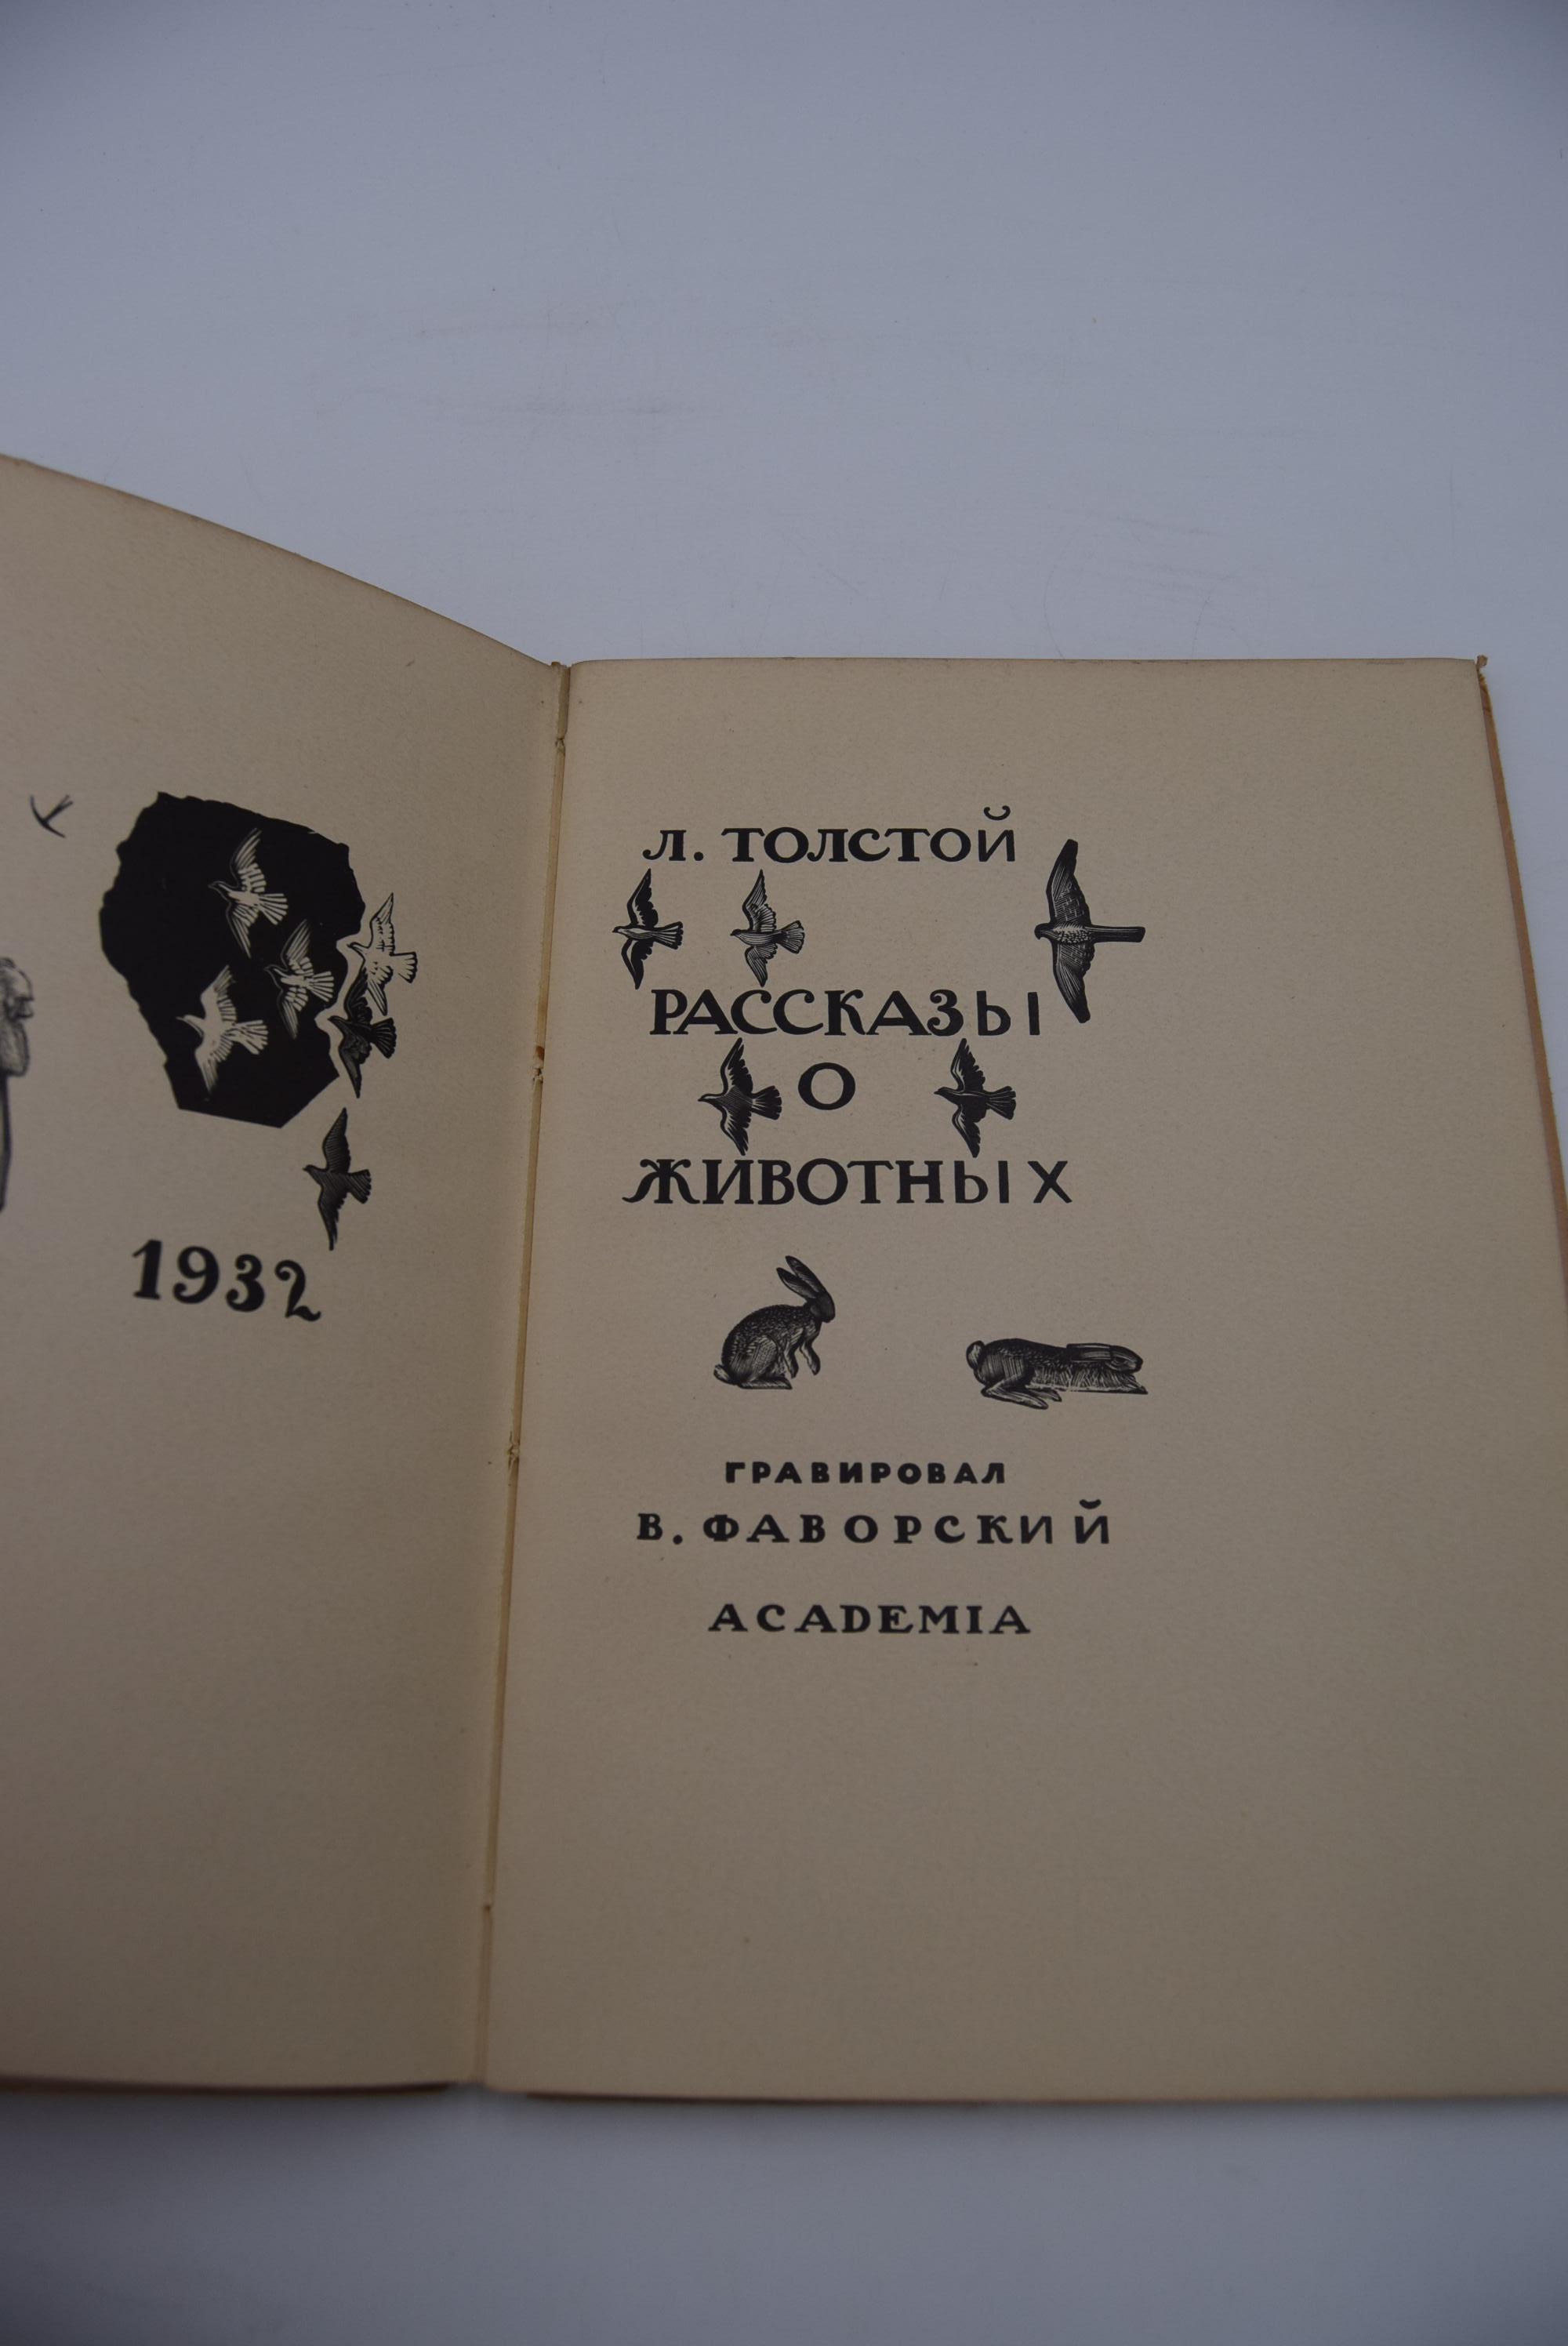 1932
Л. ТОЛСТОЙ
РАССКАЗЫ
О
ЖИВОТНЫХ
ГРАВИРОВАЛ
В. ФАВОРСКИЙ
ACADEMIA